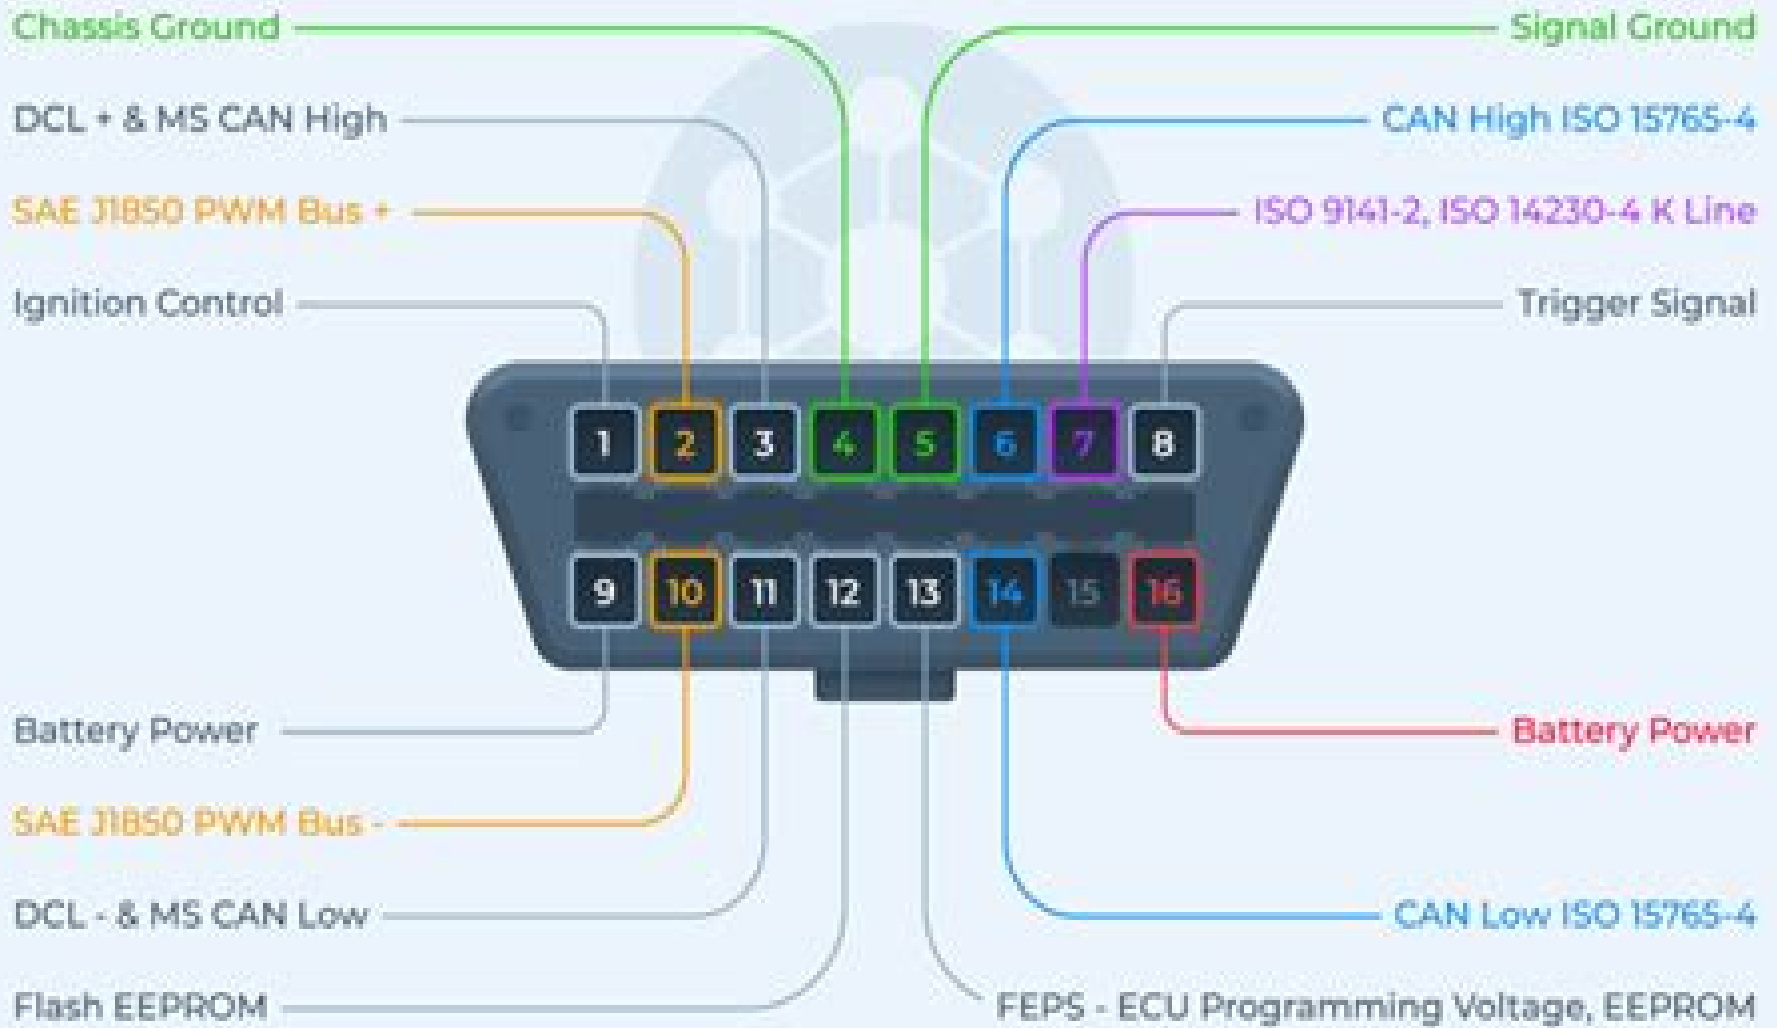 Chassis Ground
Signal Ground
DCL + & MS CAN High
CAN High ISO 15765-4
SAE J1850 PWM Bus +
ISO 9141-2, ISO 14230-4 K Line
Ignition Control
Trigger Signal
1 2 3 4 5 6 7 8
9 10 11 12 13 14 15 16
Battery Power
Battery Power
SAE J1850 PWM Bus -
DCL - & MS CAN Low
CAN Low ISO 15765-4
Flash EEPROM
FEPS - ECU Programming Voltage, EEPROM